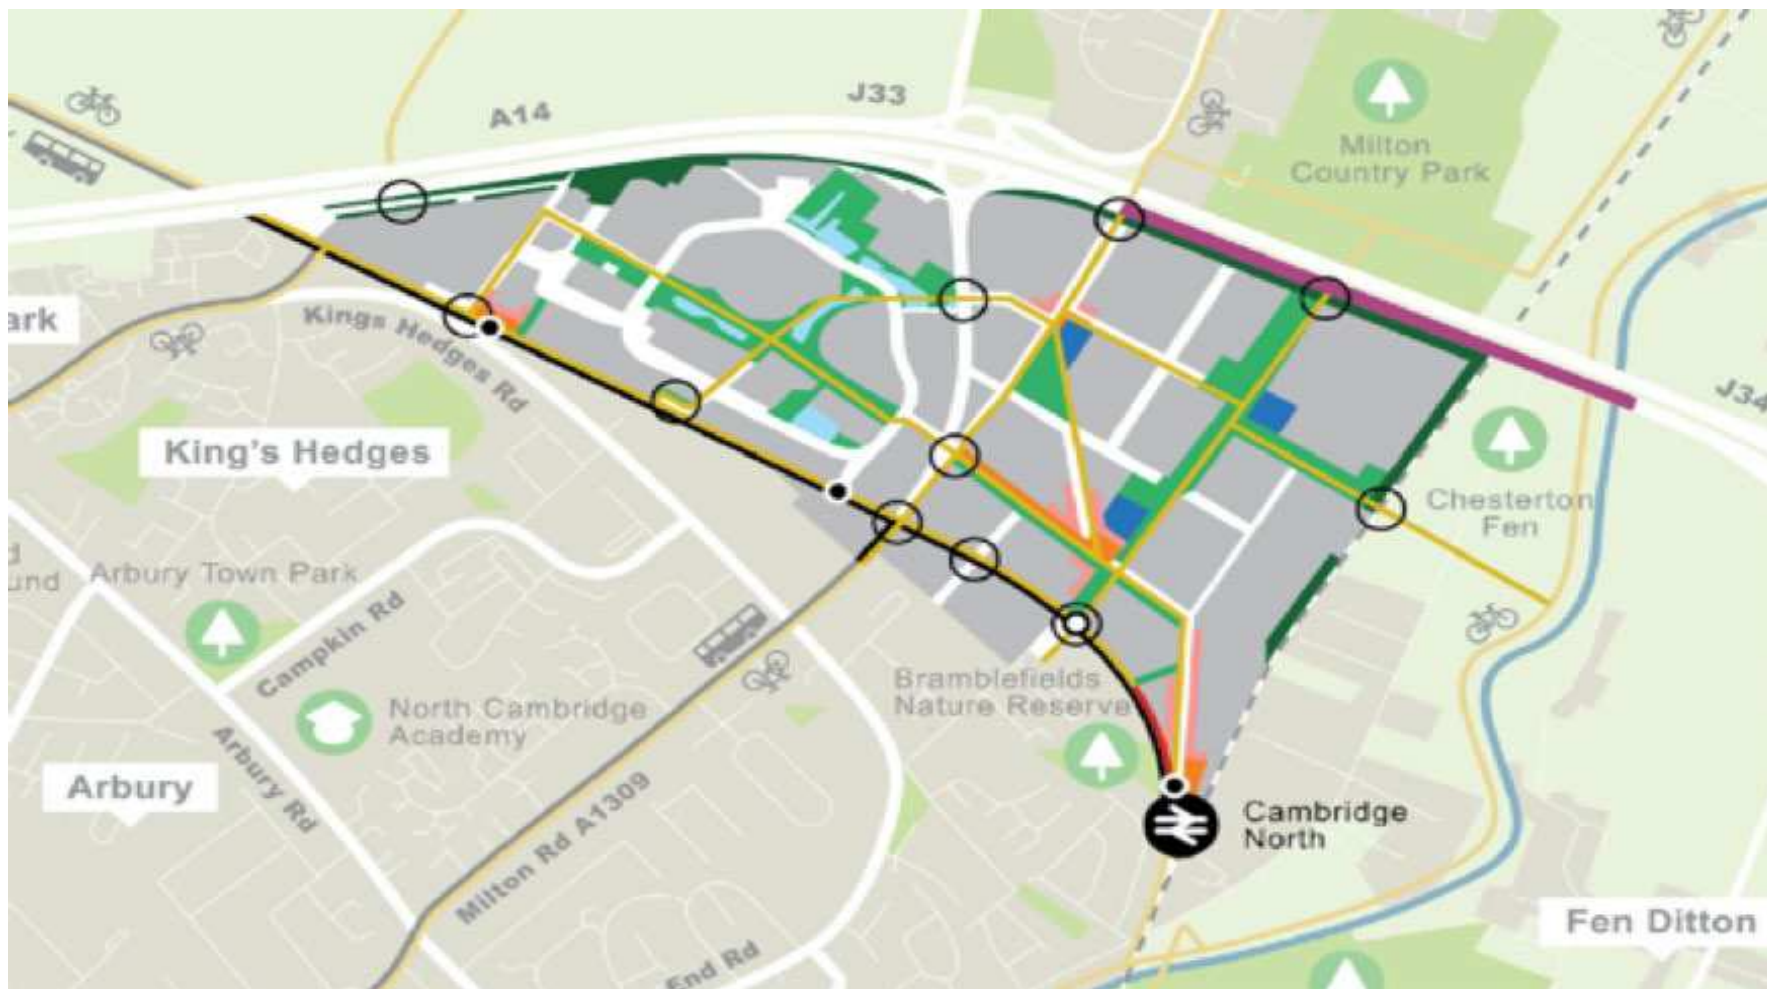 J33
A14
Milton
Country Park
ark
Kings Hedges Rd
J34
King's Hedges
Chesterton
Fen
d
und
Arbury Town Park
Campkin Rd
Bramblefields
Nature Reserve
North Cambridge
Academy
Arbury
Arbury Rd
Milton Rd A1309
Cambridge
North
Fen Ditton
End Rd